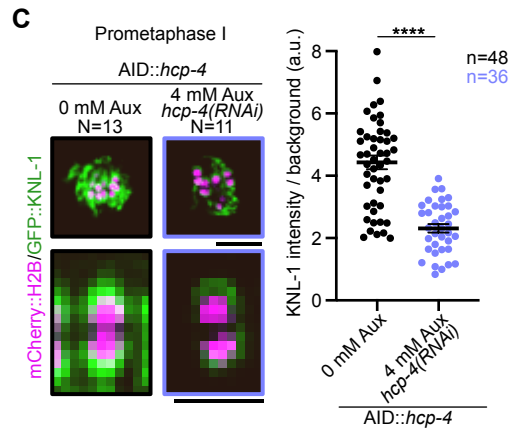 C
Prometaphase I
AID::hcp-4
0 mM Aux
N=13
4 mM Aux
hcp-4(RNAi)
N=11
mCherry::H2B/GFP::KNL-1
KNL-1 intensity / background (a.u.)
8
6
4
2
0
****
n=48
n=36
0 mM Aux
4 mM Aux
hcp-4(RNAi)
AID::hcp-4